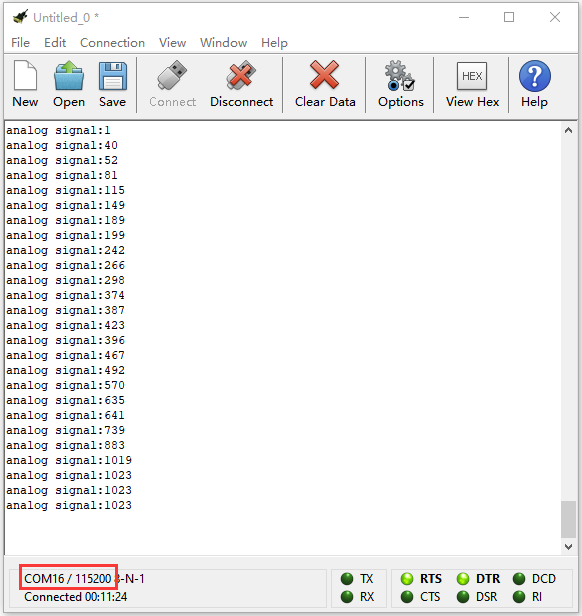 Untitled_0 *
File Edit Connection View Window Help
HEX
New Open Save Connect Disconnect Clear Data Options View Hex Help
analog signal:1
analog signal:40
analog signal:52
analog signal:81
analog signal:115
analog signal:149
analog signal:189
analog signal:199
analog signal:242
analog signal:266
analog signal:298
analog signal:374
analog signal:387
analog signal:423
analog signal:396
analog signal:467
analog signal:492
analog signal:570
analog signal:635
analog signal:641
analog signal:739
analog signal:883
analog signal:1019
analog signal:1023
analog signal:1023
analog signal:1023
COM16 / 115200 8-N-1 TX RTS DTR DCD
Connected 00:11:24 RX CTS DSR RI